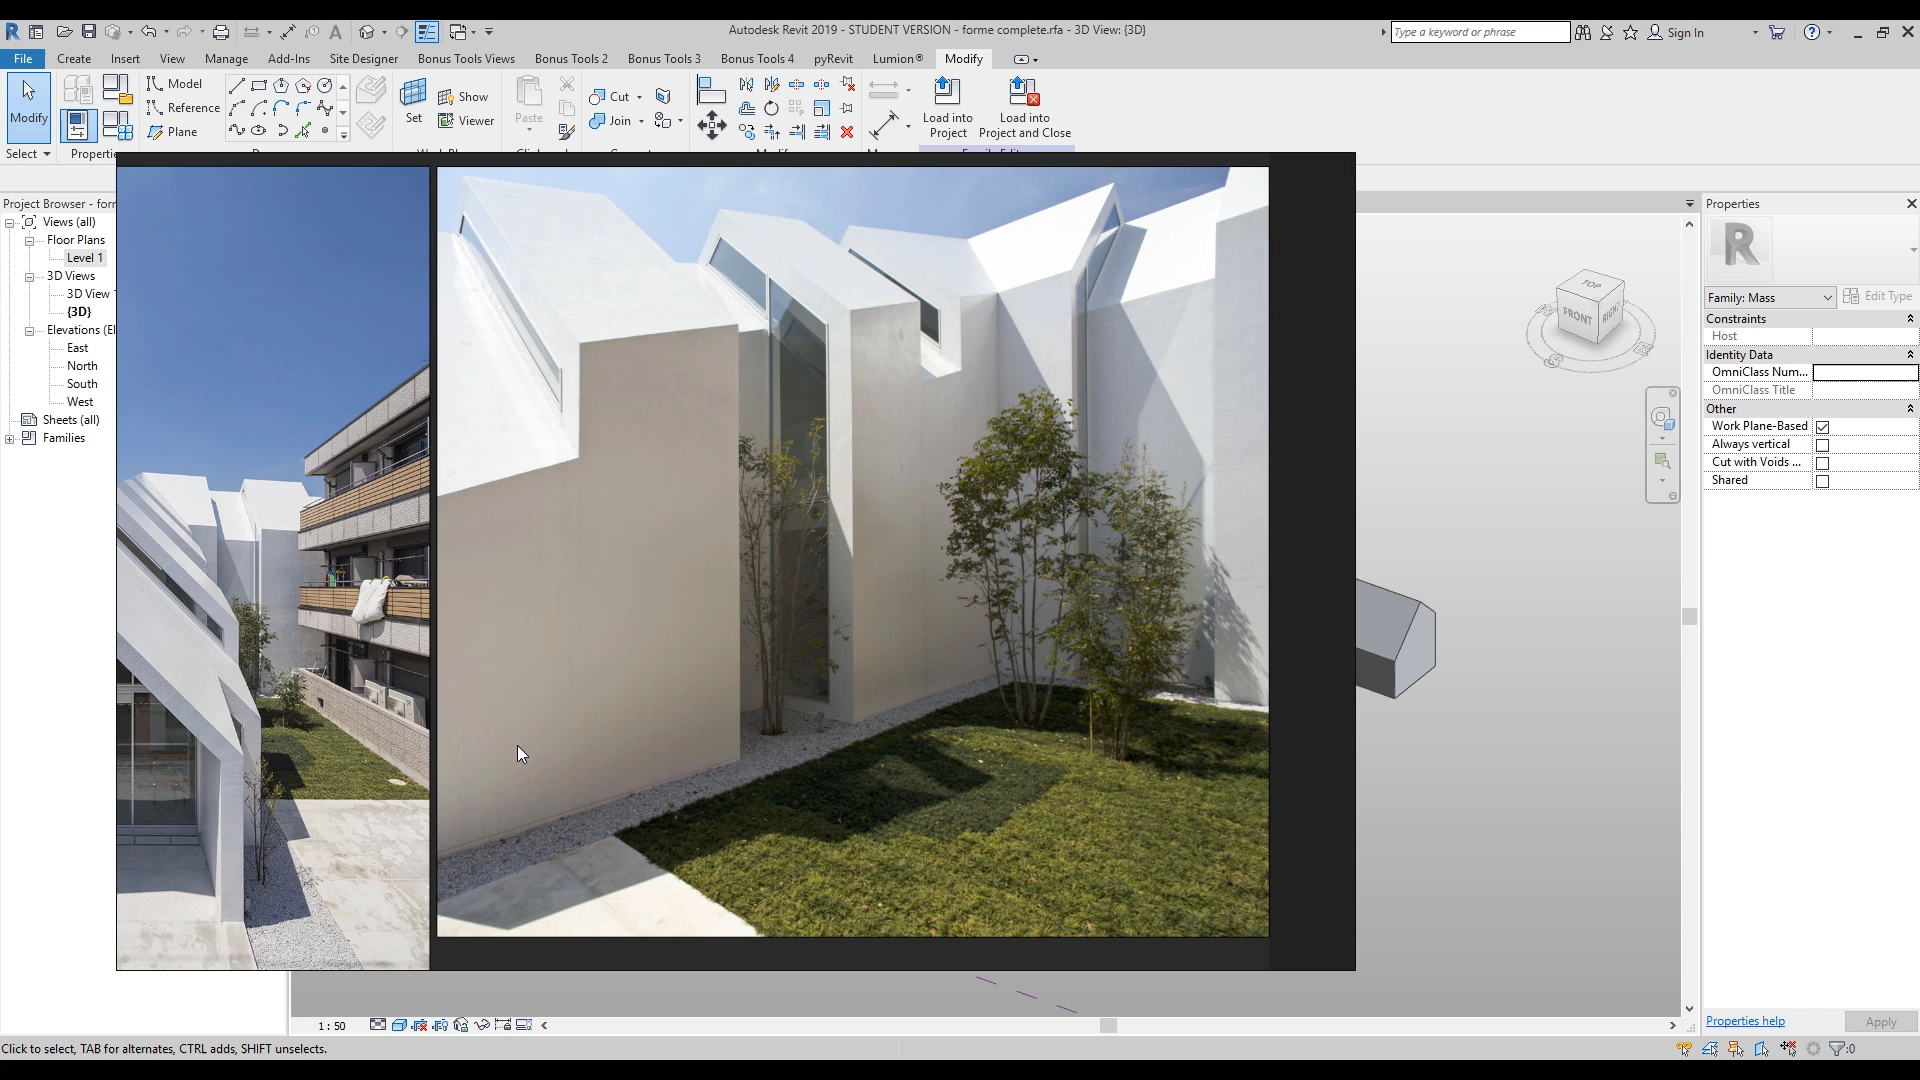 Autodesk Revit 2019 - STUDENT VERSION - forme complete.rfa - 3D View: {3D}
Type a keyword or phrase
Sign In
File
Create
Insert
View
Manage
Add-Ins
Site Designer
Bonus Tools Views
Bonus Tools 2
Bonus Tools 3
Bonus Tools 4
pyRevit
Lumion®
Modify
Modify
Model
Reference
Plane
Set
Show
Viewer
Paste
Cut
Join
Load into
Project
Load into
Project and Close
Select
Project Browser - for
Views (all)
Floor Plans
Level 1
3D Views
3D View
{3D}
Elevations (El
East
North
South
West
Sheets (all)
Families
TOP
FRONT
RIGHT
Properties
R
Family: Mass
Edit Type
Constraints
Host
Identity Data
OmniClass Num...
OmniClass Title
Other
Work Plane-Based
Always vertical
Cut with Voids ...
Shared
Properties help
Apply
1 : 50
Click to select, TAB for alternates, CTRL adds, SHIFT unselects.
:0